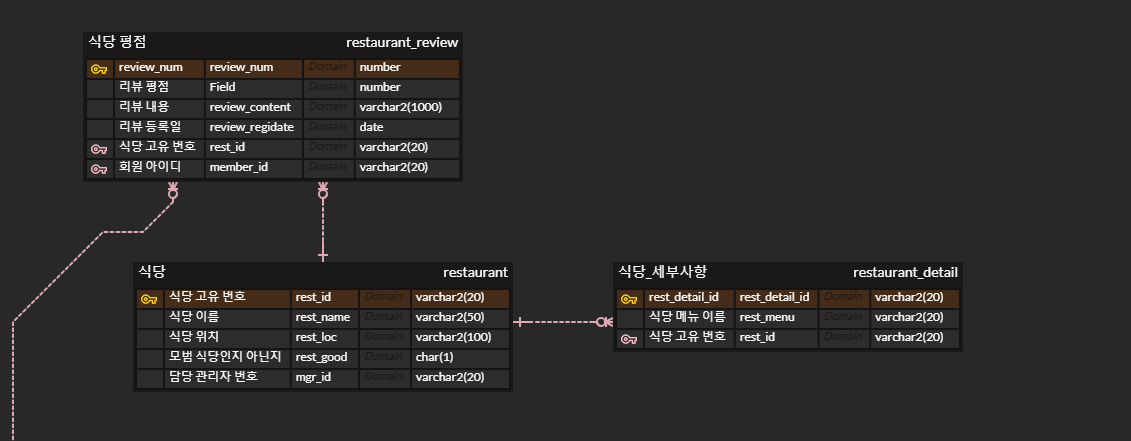 식당 평점 restaurant_review
review_num review_num Domain number
리뷰 평점 Field Domain number
리뷰 내용 review_content Domain varchar2(1000)
리뷰 등록일 review_regidate Domain date
식당 고유 번호 rest_id Domain varchar2(20)
회원 아이디 member_id Domain varchar2(20)
식당 restaurant
식당 고유 번호 rest_id Domain varchar2(20)
식당 이름 rest_name Domain varchar2(50)
식당 위치 rest_loc Domain varchar2(100)
모범 식당인지 아닌지 rest_good Domain char(1)
담당 관리자 번호 mgr_id Domain varchar2(20)
식당_세부사항 restaurant_detail
rest_detail_id rest_detail_id Domain varchar2(20)
식당 메뉴 이름 rest_menu Domain varchar2(20)
식당 고유 번호 rest_id Domain varchar2(20)